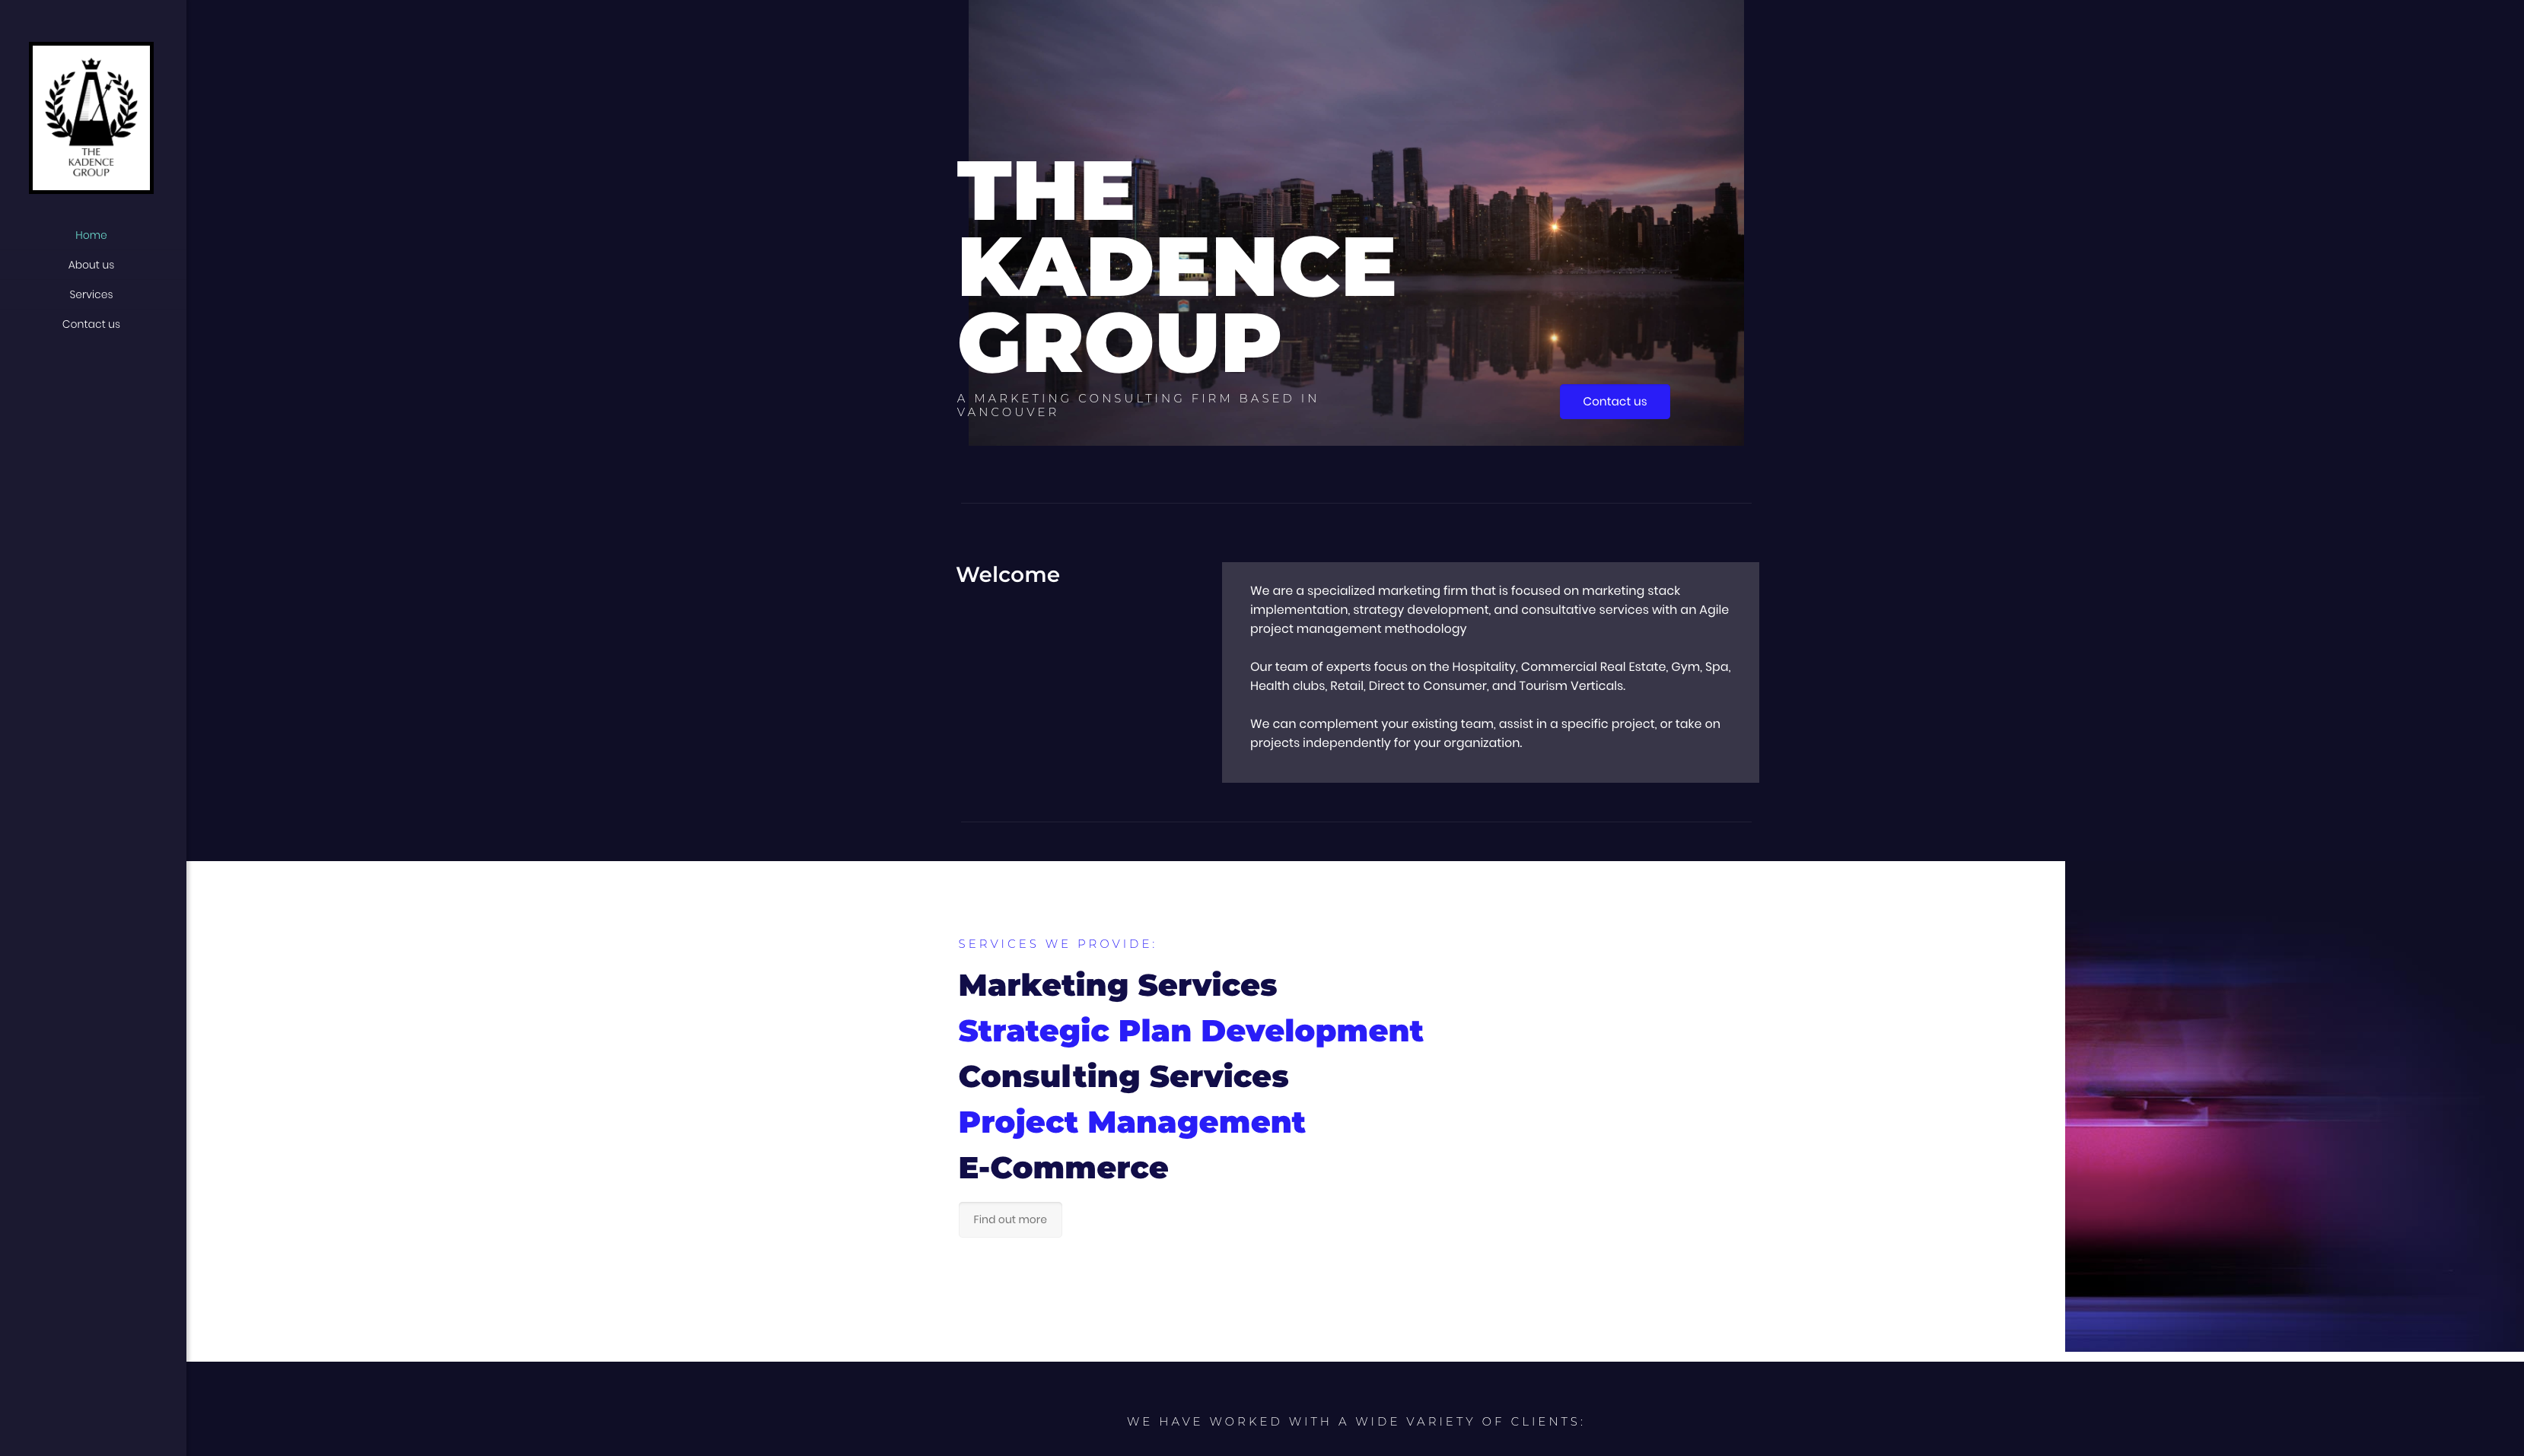 THE
KADENCE
GROUP
Home
About us
Services
Contact us
THE
KADENCE
GROUP
A MARKETING CONSULTING FIRM BASED IN
VANCOUVER
Contact us
Welcome
We are a specialized marketing firm that is focused on marketing stack
implementation, strategy development, and consultative services with an Agile
project management methodology
Our team of experts focus on the Hospitality, Commercial Real Estate, Gym, Spa,
Health clubs, Retail, Direct to Consumer, and Tourism Verticals.
We can complement your existing team, assist in a specific project, or take on
projects independently for your organization.
SERVICES WE PROVIDE:
Marketing Services
Strategic Plan Development
Consulting Services
Project Management
E-Commerce
Find out more
WE HAVE WORKED WITH A WIDE VARIETY OF CLIENTS: